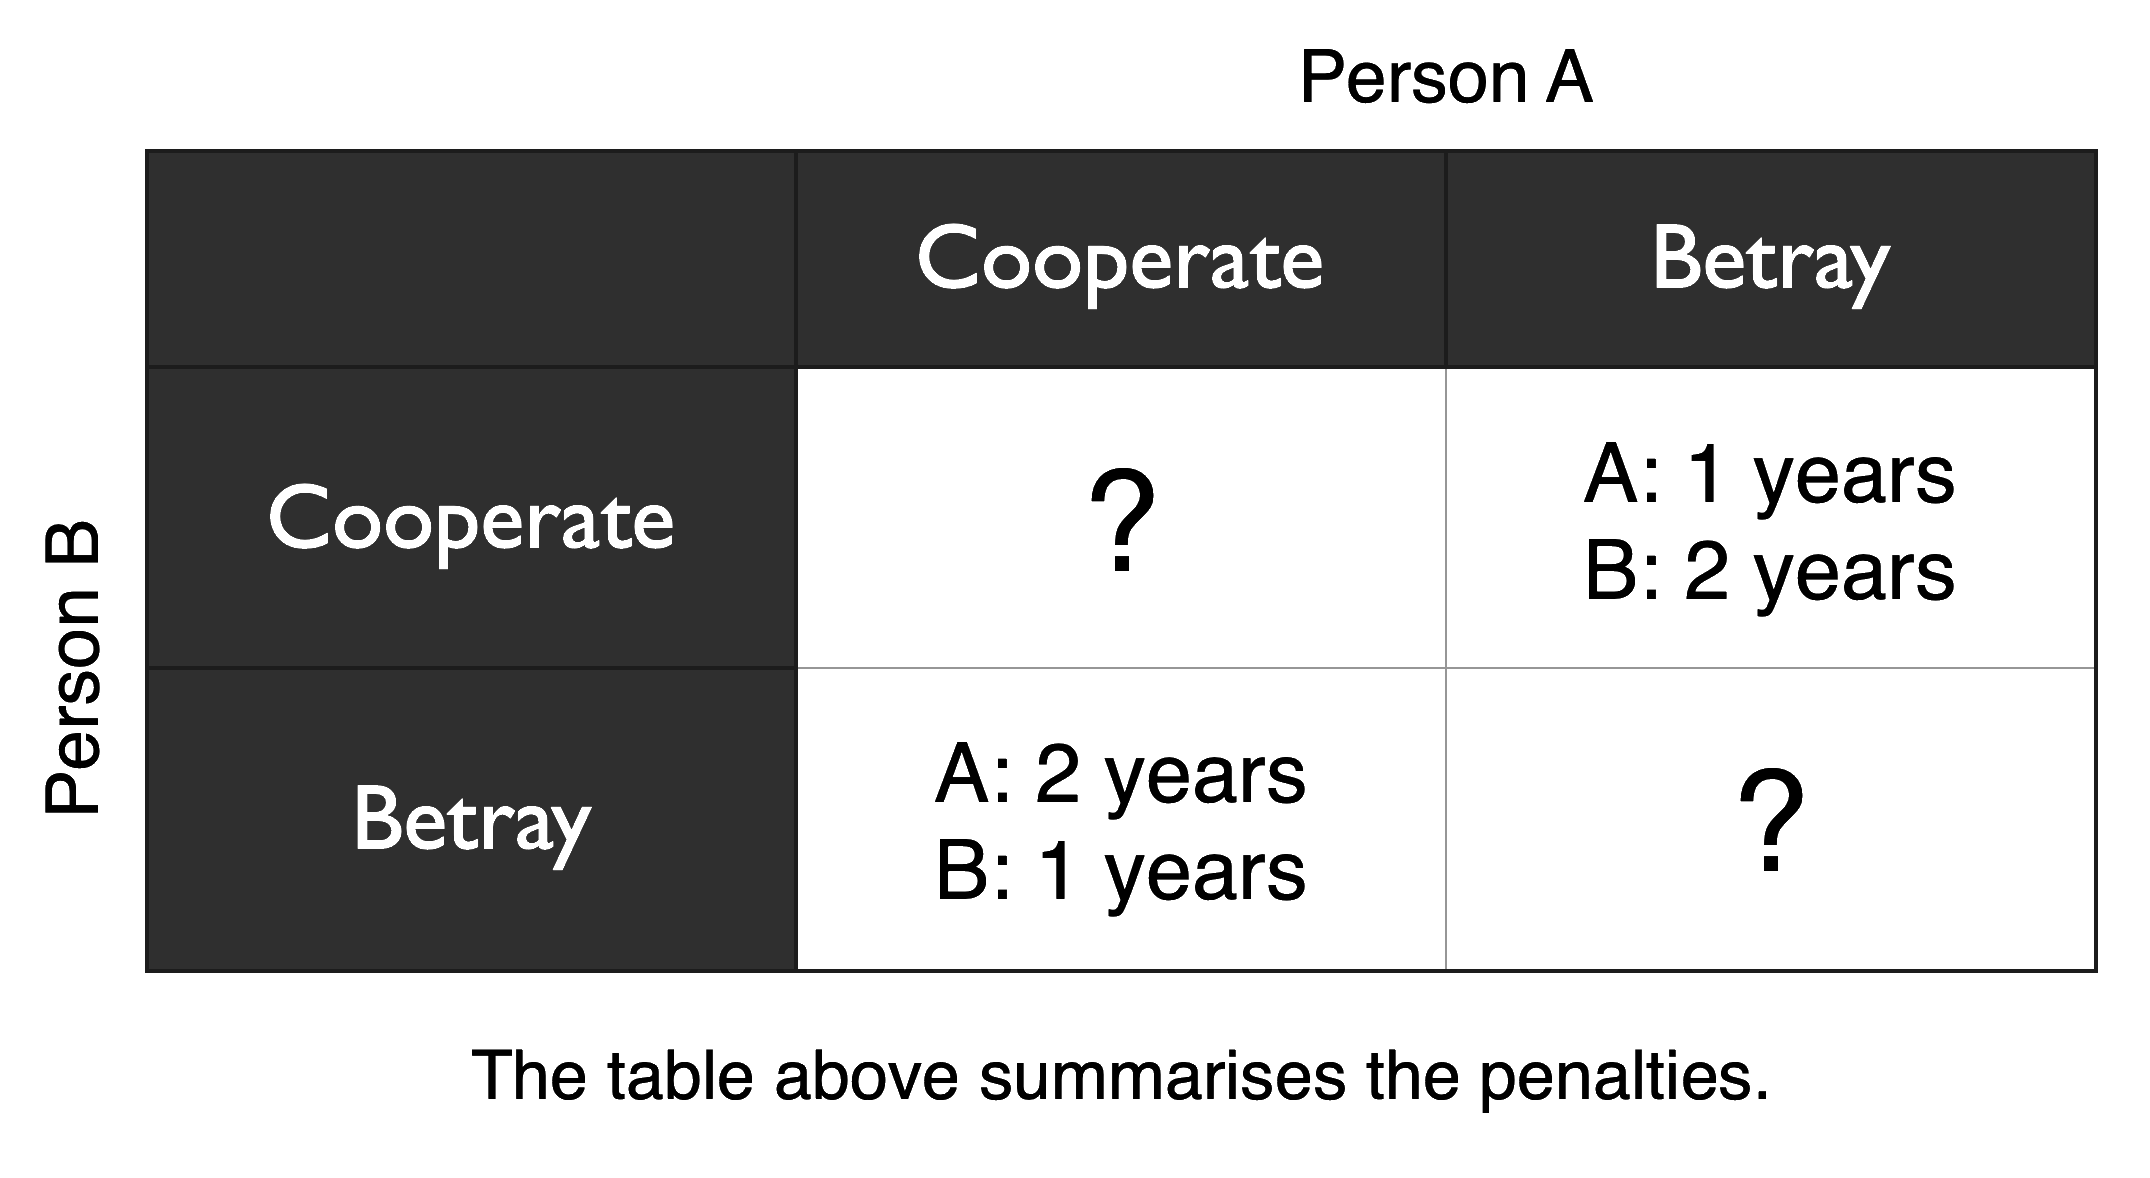 Person A
Cooperate
Betray
Person B
Cooperate
?
A: 1 years
B: 2 years
Betray
A: 2 years
B: 1 years
?
The table above summarises the penalties.